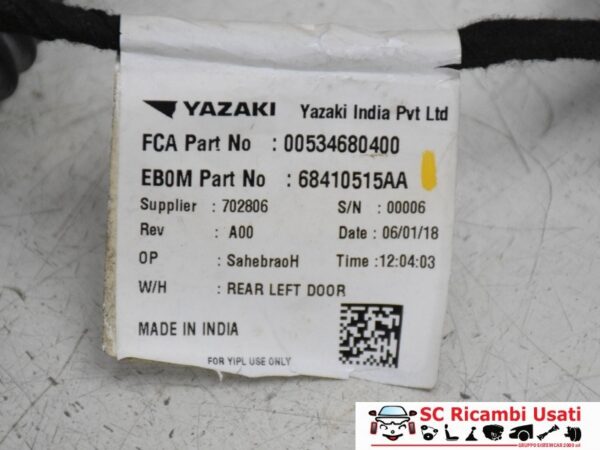 YAZAKI Yazaki India Pvt Ltd
FCA Part No : 00534680400
EBOM Part No : 68410515AA
Supplier : 702806 S/N : 00006
Rev : A00 Date : 06/01/18
OP : SahebraoH Time :12:04:03
W/H : REAR LEFT DOOR
MADE IN INDIA
FOR YIPL USE ONLY
SC Ricambi Usati